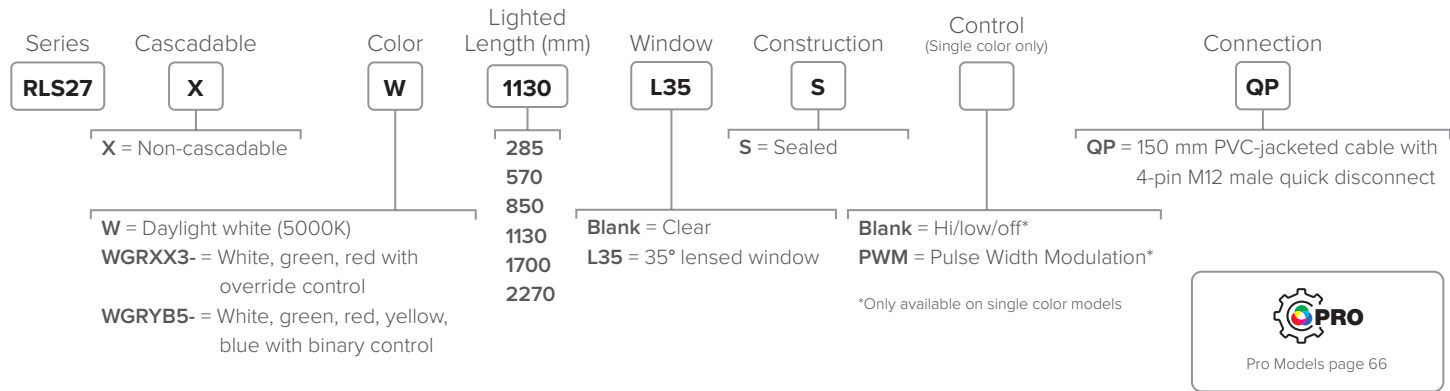 Series
Cascadable
Color
Lighted
Length (mm)
Window
Construction
Control
(Single color only)
Connection
RLS27
X
W
1130
L35
S
QP
X = Non-cascadable
W = Daylight white (5000K)
WGRXX3- = White, green, red with
override control
WGRYB5- = White, green, red, yellow,
blue with binary control
285
570
850
1130
1700
2270
Blank = Clear
L35 = 35° lensed window
S = Sealed
Blank = Hi/low/off*
PWM = Pulse Width Modulation*
*Only available on single color models
QP = 150 mm PVC-jacketed cable with
4-pin M12 male quick disconnect
PRO
Pro Models page 66